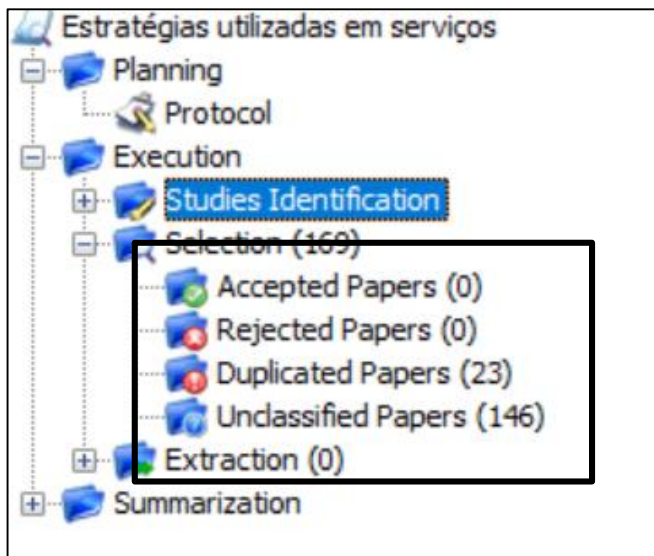 Estratégias utilizadas em serviços
Planning
Protocol
Execution
Studies Identification
Selection (169)
Accepted Papers (0)
Rejected Papers (0)
Duplicated Papers (23)
Unclassified Papers (146)
Extraction (0)
Summarization